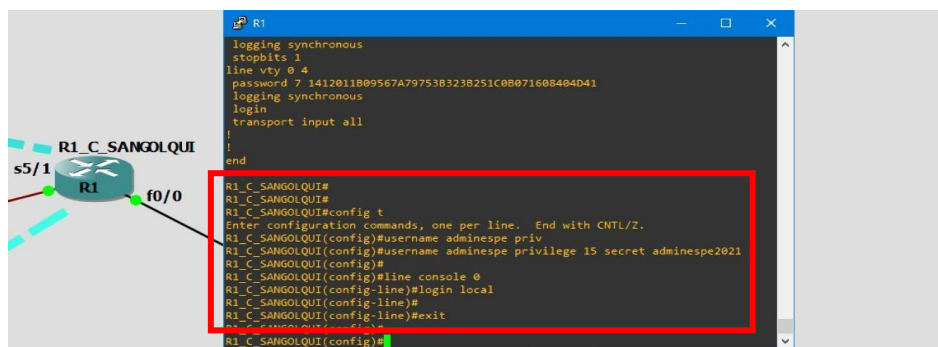 R1
logging synchronous
stopbits 1
line vty 0 4
password 7 1412011B09567A79753B323B251C0B071608404D41
logging synchronous
login
transport input all
!
!
end
R1_C_SANGOLQUI#
R1_C_SANGOLQUI#
R1_C_SANGOLQUI#config t
Enter configuration commands, one per line. End with CNTL/Z.
R1_C_SANGOLQUI(config)#username adminespe priv
R1_C_SANGOLQUI(config)#username adminespe privilege 15 secret adminespe2021
R1_C_SANGOLQUI(config)#
R1_C_SANGOLQUI(config)#line console 0
R1_C_SANGOLQUI(config-line)#login local
R1_C_SANGOLQUI(config-line)#
R1_C_SANGOLQUI(config-line)#exit
R1_C_SANGOLQUI(config)#
R1_C_SANGOLQUI(config)#
R1_C_SANGOLQUI
s5/1
R1
f0/0